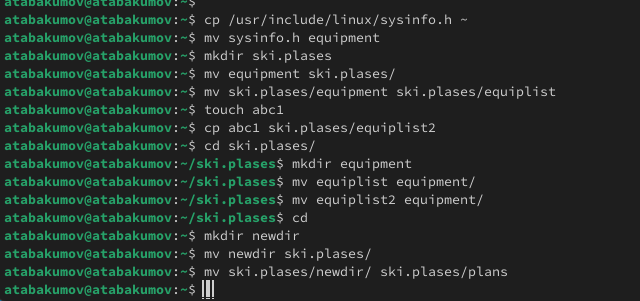 atabakumov@atabakumov:~$
atabakumov@atabakumov:~$ cp /usr/include/linux/sysinfo.h ~
atabakumov@atabakumov:~$ mv sysinfo.h equipment
atabakumov@atabakumov:~$ mkdir ski.plases
atabakumov@atabakumov:~$ mv equipment ski.plases/
atabakumov@atabakumov:~$ mv ski.plases/equipment ski.plases/equiplist
atabakumov@atabakumov:~$ touch abc1
atabakumov@atabakumov:~$ cp abc1 ski.plases/equiplist2
atabakumov@atabakumov:~$ cd ski.plases/
atabakumov@atabakumov:~/ski.plases$ mkdir equipment
atabakumov@atabakumov:~/ski.plases$ mv equiplist equipment/
atabakumov@atabakumov:~/ski.plases$ mv equiplist2 equipment/
atabakumov@atabakumov:~/ski.plases$ cd
atabakumov@atabakumov:~$ mkdir newdir
atabakumov@atabakumov:~$ mv newdir ski.plases/
atabakumov@atabakumov:~$ mv ski.plases/newdir/ ski.plases/plans
atabakumov@atabakumov:~$